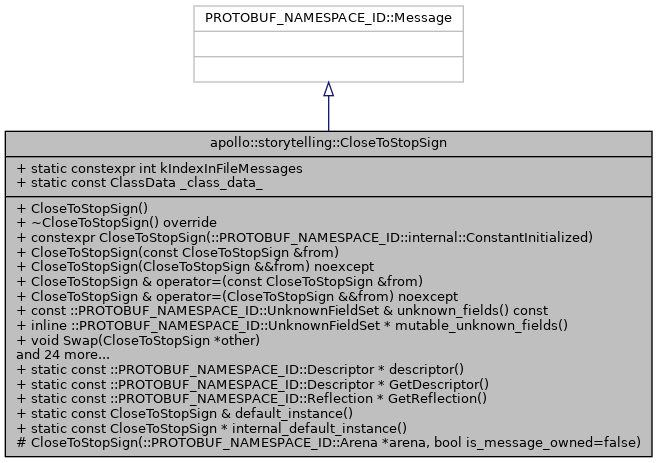 PROTOBUF_NAMESPACE_ID::Message
apollo::storytelling::CloseToStopSign
+ static constexpr int kIndexInFileMessages
+ static const ClassData _class_data_
+ CloseToStopSign()
+ ~CloseToStopSign() override
+ constexpr CloseToStopSign(::PROTOBUF_NAMESPACE_ID::internal::ConstantInitialized)
+ CloseToStopSign(const CloseToStopSign &from)
+ CloseToStopSign(CloseToStopSign &&from) noexcept
+ CloseToStopSign & operator=(const CloseToStopSign &from)
+ CloseToStopSign & operator=(CloseToStopSign &&from) noexcept
+ const ::PROTOBUF_NAMESPACE_ID::UnknownFieldSet & unknown_fields() const
+ inline ::PROTOBUF_NAMESPACE_ID::UnknownFieldSet * mutable_unknown_fields()
+ void Swap(CloseToStopSign *other)
and 24 more...
+ static const ::PROTOBUF_NAMESPACE_ID::Descriptor * descriptor()
+ static const ::PROTOBUF_NAMESPACE_ID::Descriptor * GetDescriptor()
+ static const ::PROTOBUF_NAMESPACE_ID::Reflection * GetReflection()
+ static const CloseToStopSign & default_instance()
+ static const CloseToStopSign * internal_default_instance()
# CloseToStopSign(::PROTOBUF_NAMESPACE_ID::Arena *arena, bool is_message_owned=false)